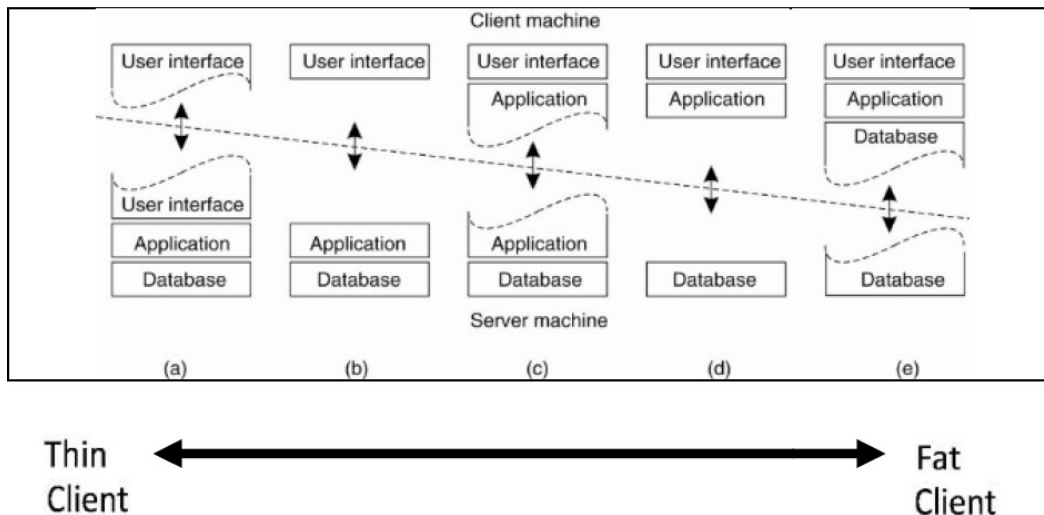 Client machine
User interface User interface User interface User interface User interface
Application Application Application
Database
User interface
Application Application Application
Database Database Database Database Database
Server machine
(a) (b) (c) (d) (e)
Thin Fat
Client Client